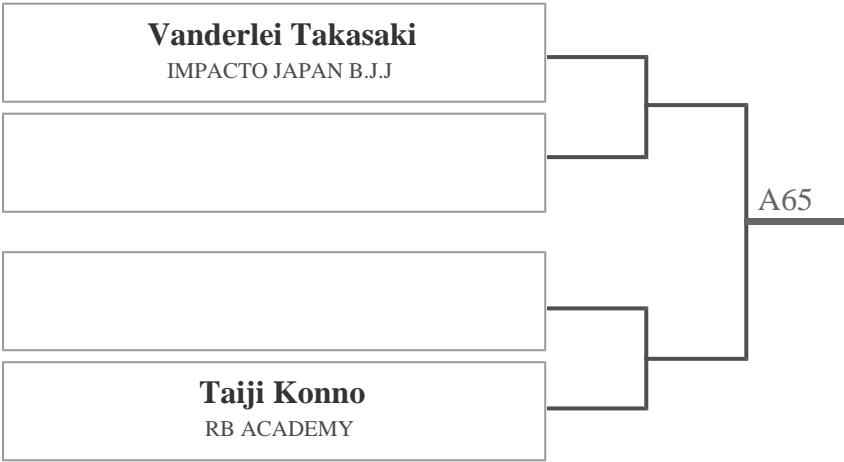 Vanderlei Takasaki
IMPACTO JAPAN B.J.J
A65
Taiji Konno
RB ACADEMY